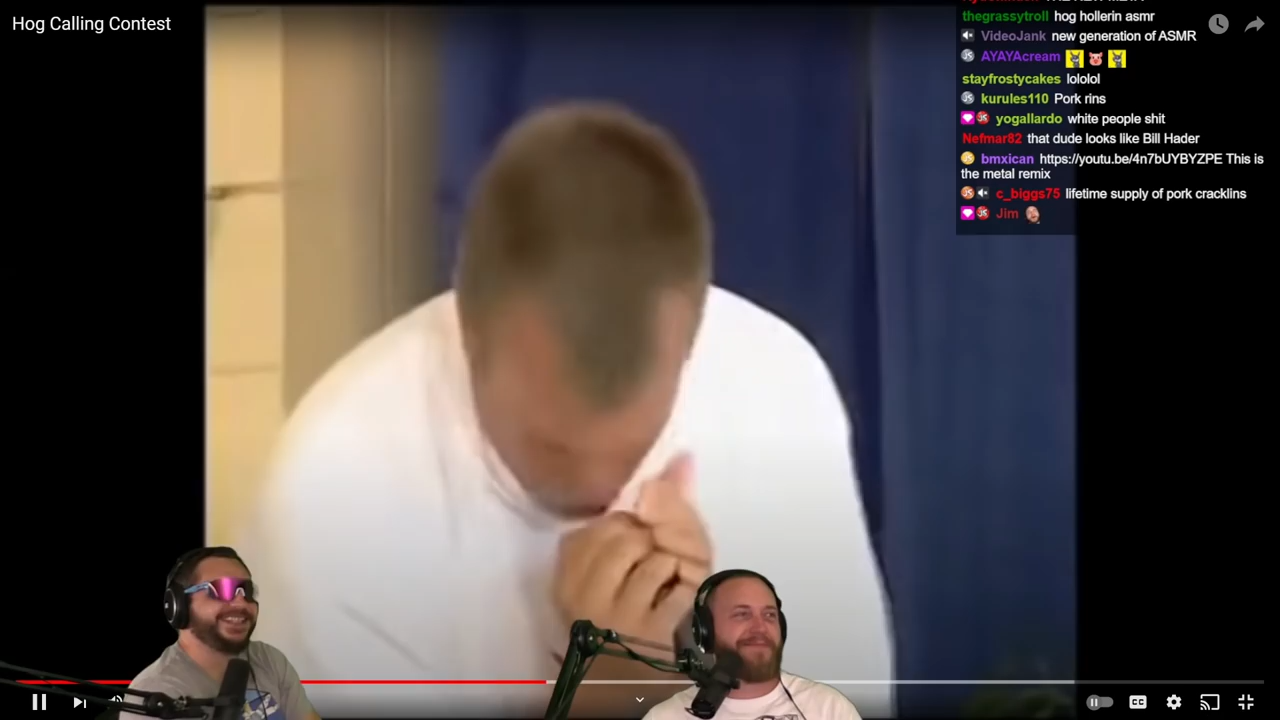 Hog Calling Contest
thegrassytroll hog hollerin asmr
VideoJank new generation of ASMR
AYAYAcream
stayfrostycakes lololol
kurules110 Pork rins
yogallardo white people shit
Nefmar82 that dude looks like Bill Hader
bmxican https://youtu.be/4n7bUYBYZPE This is
the metal remix
c_biggs75 lifetime supply of pork cracklins
Jim
CC